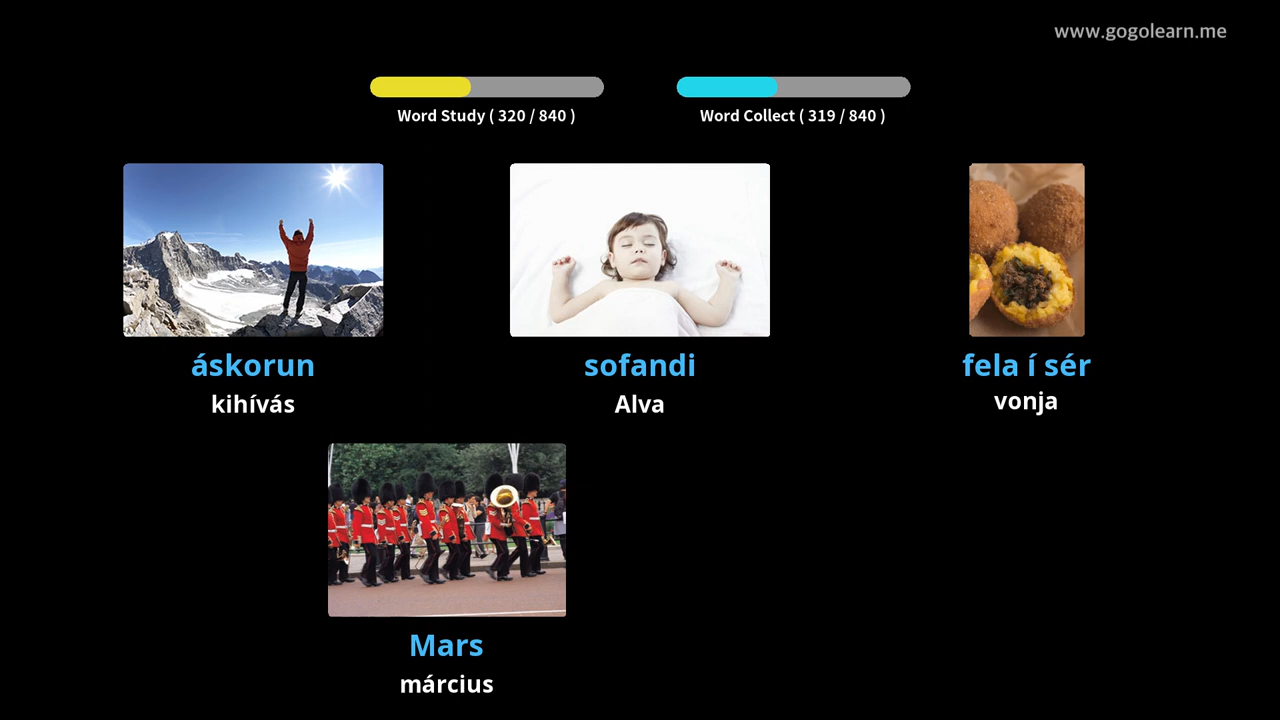 www.gogolearn.me
Word Study ( 320 / 840 )
Word Collect ( 319 / 840 )
áskorun
kihívás
sofandi
Alva
fela í sér
vonja
Mars
március